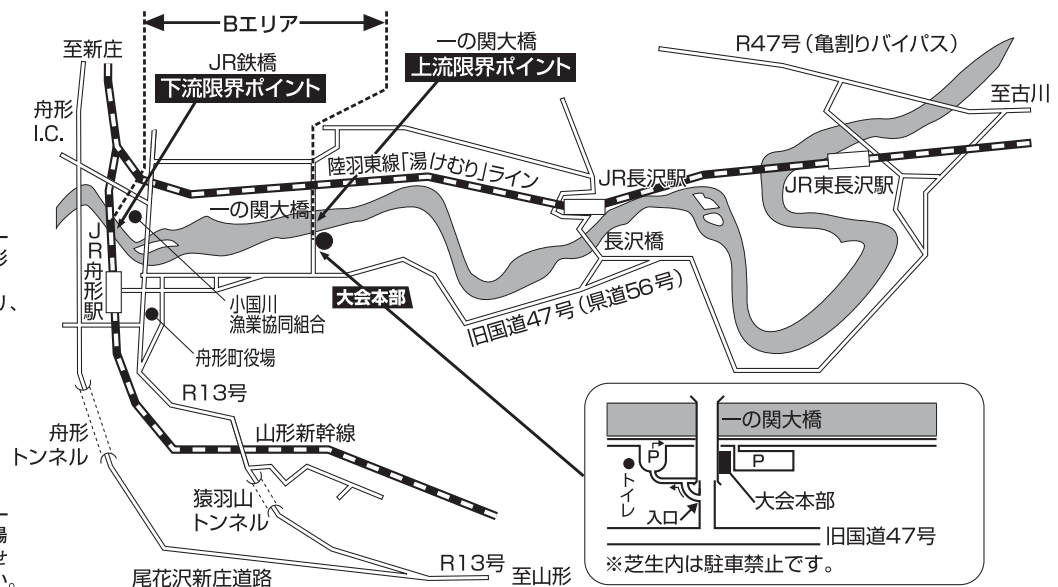 Bエリア
至新庄
JR鉄橋
下流限界ポイント
一の関大橋
上流限界ポイント
R47号(亀割りバイパス)
至古川
舟形
I.C.
陸羽東線「湯けむり」ライン
JR長沢駅
JR東長沢駅
一の関大橋
長沢橋
JR舟形駅
大会本部
小国川
漁業協同組合
旧国道47号(県道56号)
舟形町役場
R13号
山形新幹線
舟形
トンネル
猿羽山
トンネル
R13号
至山形
尾花沢新庄道路
一の関大橋
P
P
トイレ
大会本部
入口
旧国道47号
※芝生内は駐車禁止です。
形
り、
場
せ
い。